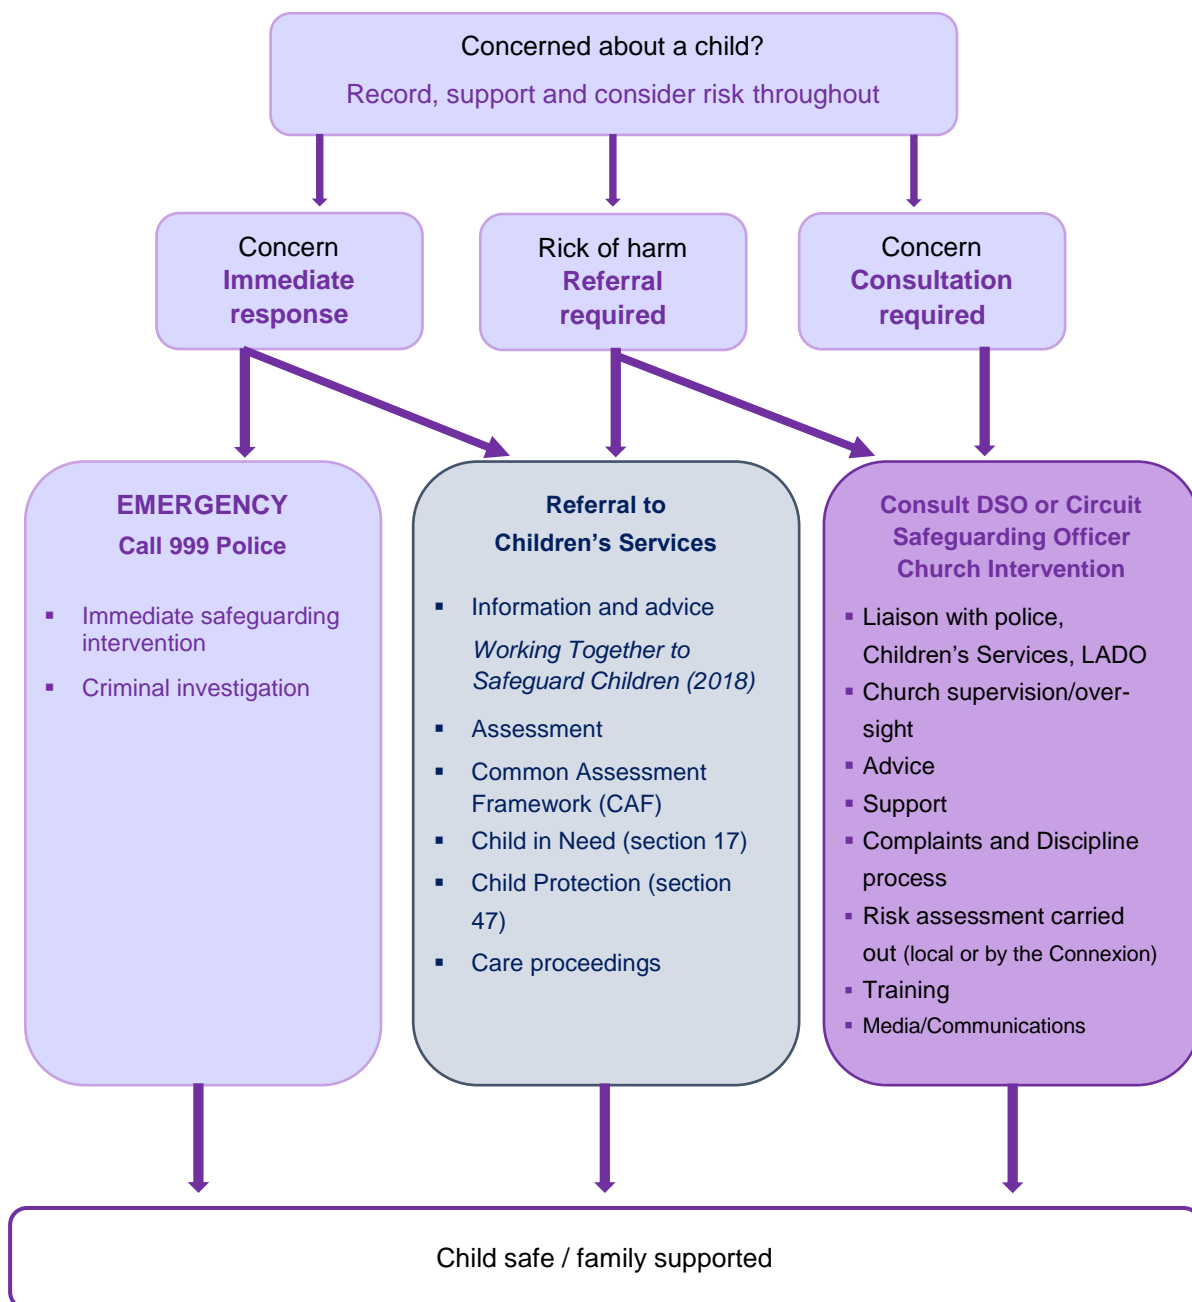 Concerned about a child?
Record, support and consider risk throughout
Concern
Immediate
response
Rick of harm
Referral
required
Concern
Consultation
required
EMERGENCY
Call 999 Police
▪ Immediate safeguarding
intervention
▪ Criminal investigation
Referral to
Children’s Services
▪ Information and advice
Working Together to
Safeguard Children (2018)
▪ Assessment
▪ Common Assessment
Framework (CAF)
▪ Child in Need (section 17)
▪ Child Protection (section
47)
▪ Care proceedings
Consult DSO or Circuit
Safeguarding Officer
Church Intervention
▪ Liaison with police,
Children’s Services, LADO
▪ Church supervision/over-
sight
▪ Advice
▪ Support
▪ Complaints and Discipline
process
▪ Risk assessment carried
out (local or by the Connexion)
▪ Training
▪ Media/Communications
Child safe / family supported